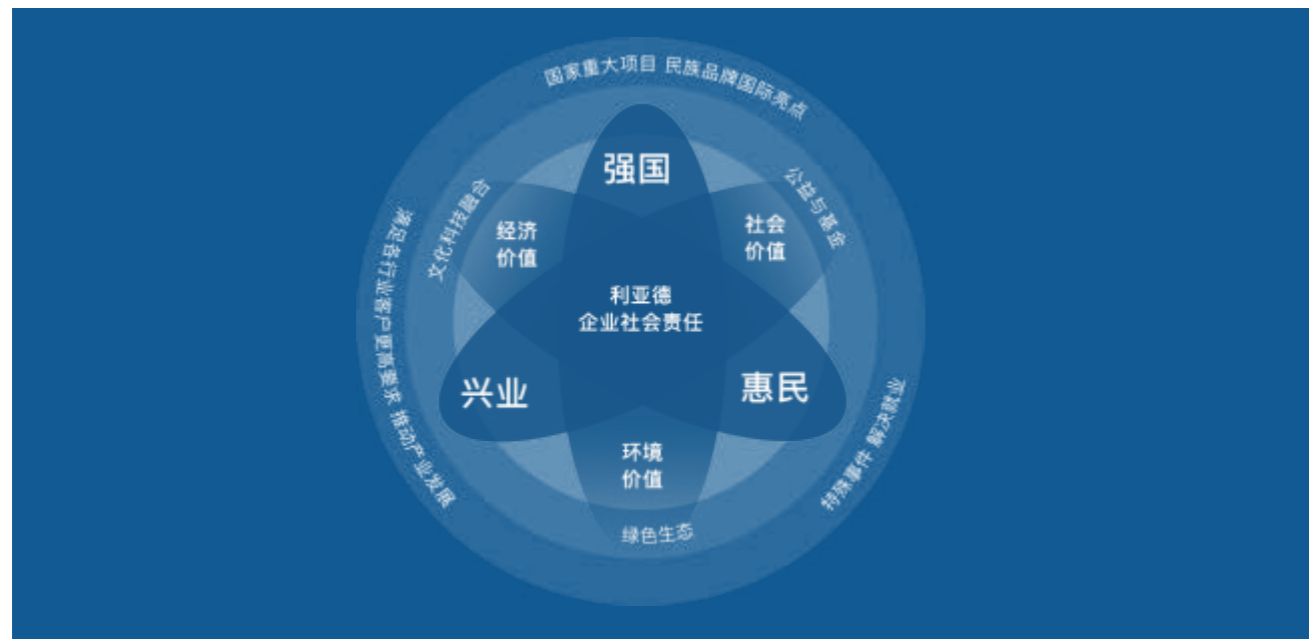 国家重大项目 民族品牌国际亮点
强国
公益与基金
文化科技融合
经济
价值
社会
价值
满足各行业客户更高要求 推动产业发展
利亚德
企业社会责任
兴业
惠民
特殊事件 解决就业
环境
价值
绿色生态